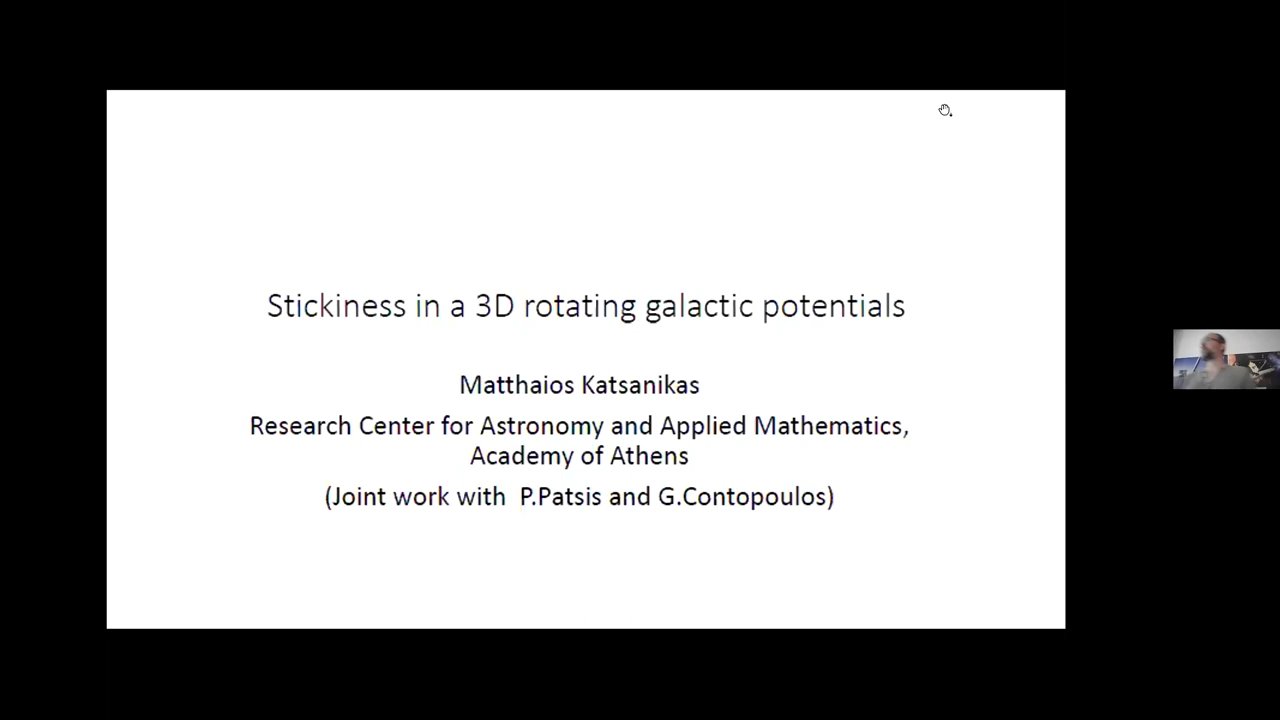 Stickiness in a 3D rotating galactic potentials
Matthaios Katsanikas
Research Center for Astronomy and Applied Mathematics,
Academy of Athens
(Joint work with P.Patsis and G.Contopoulos)